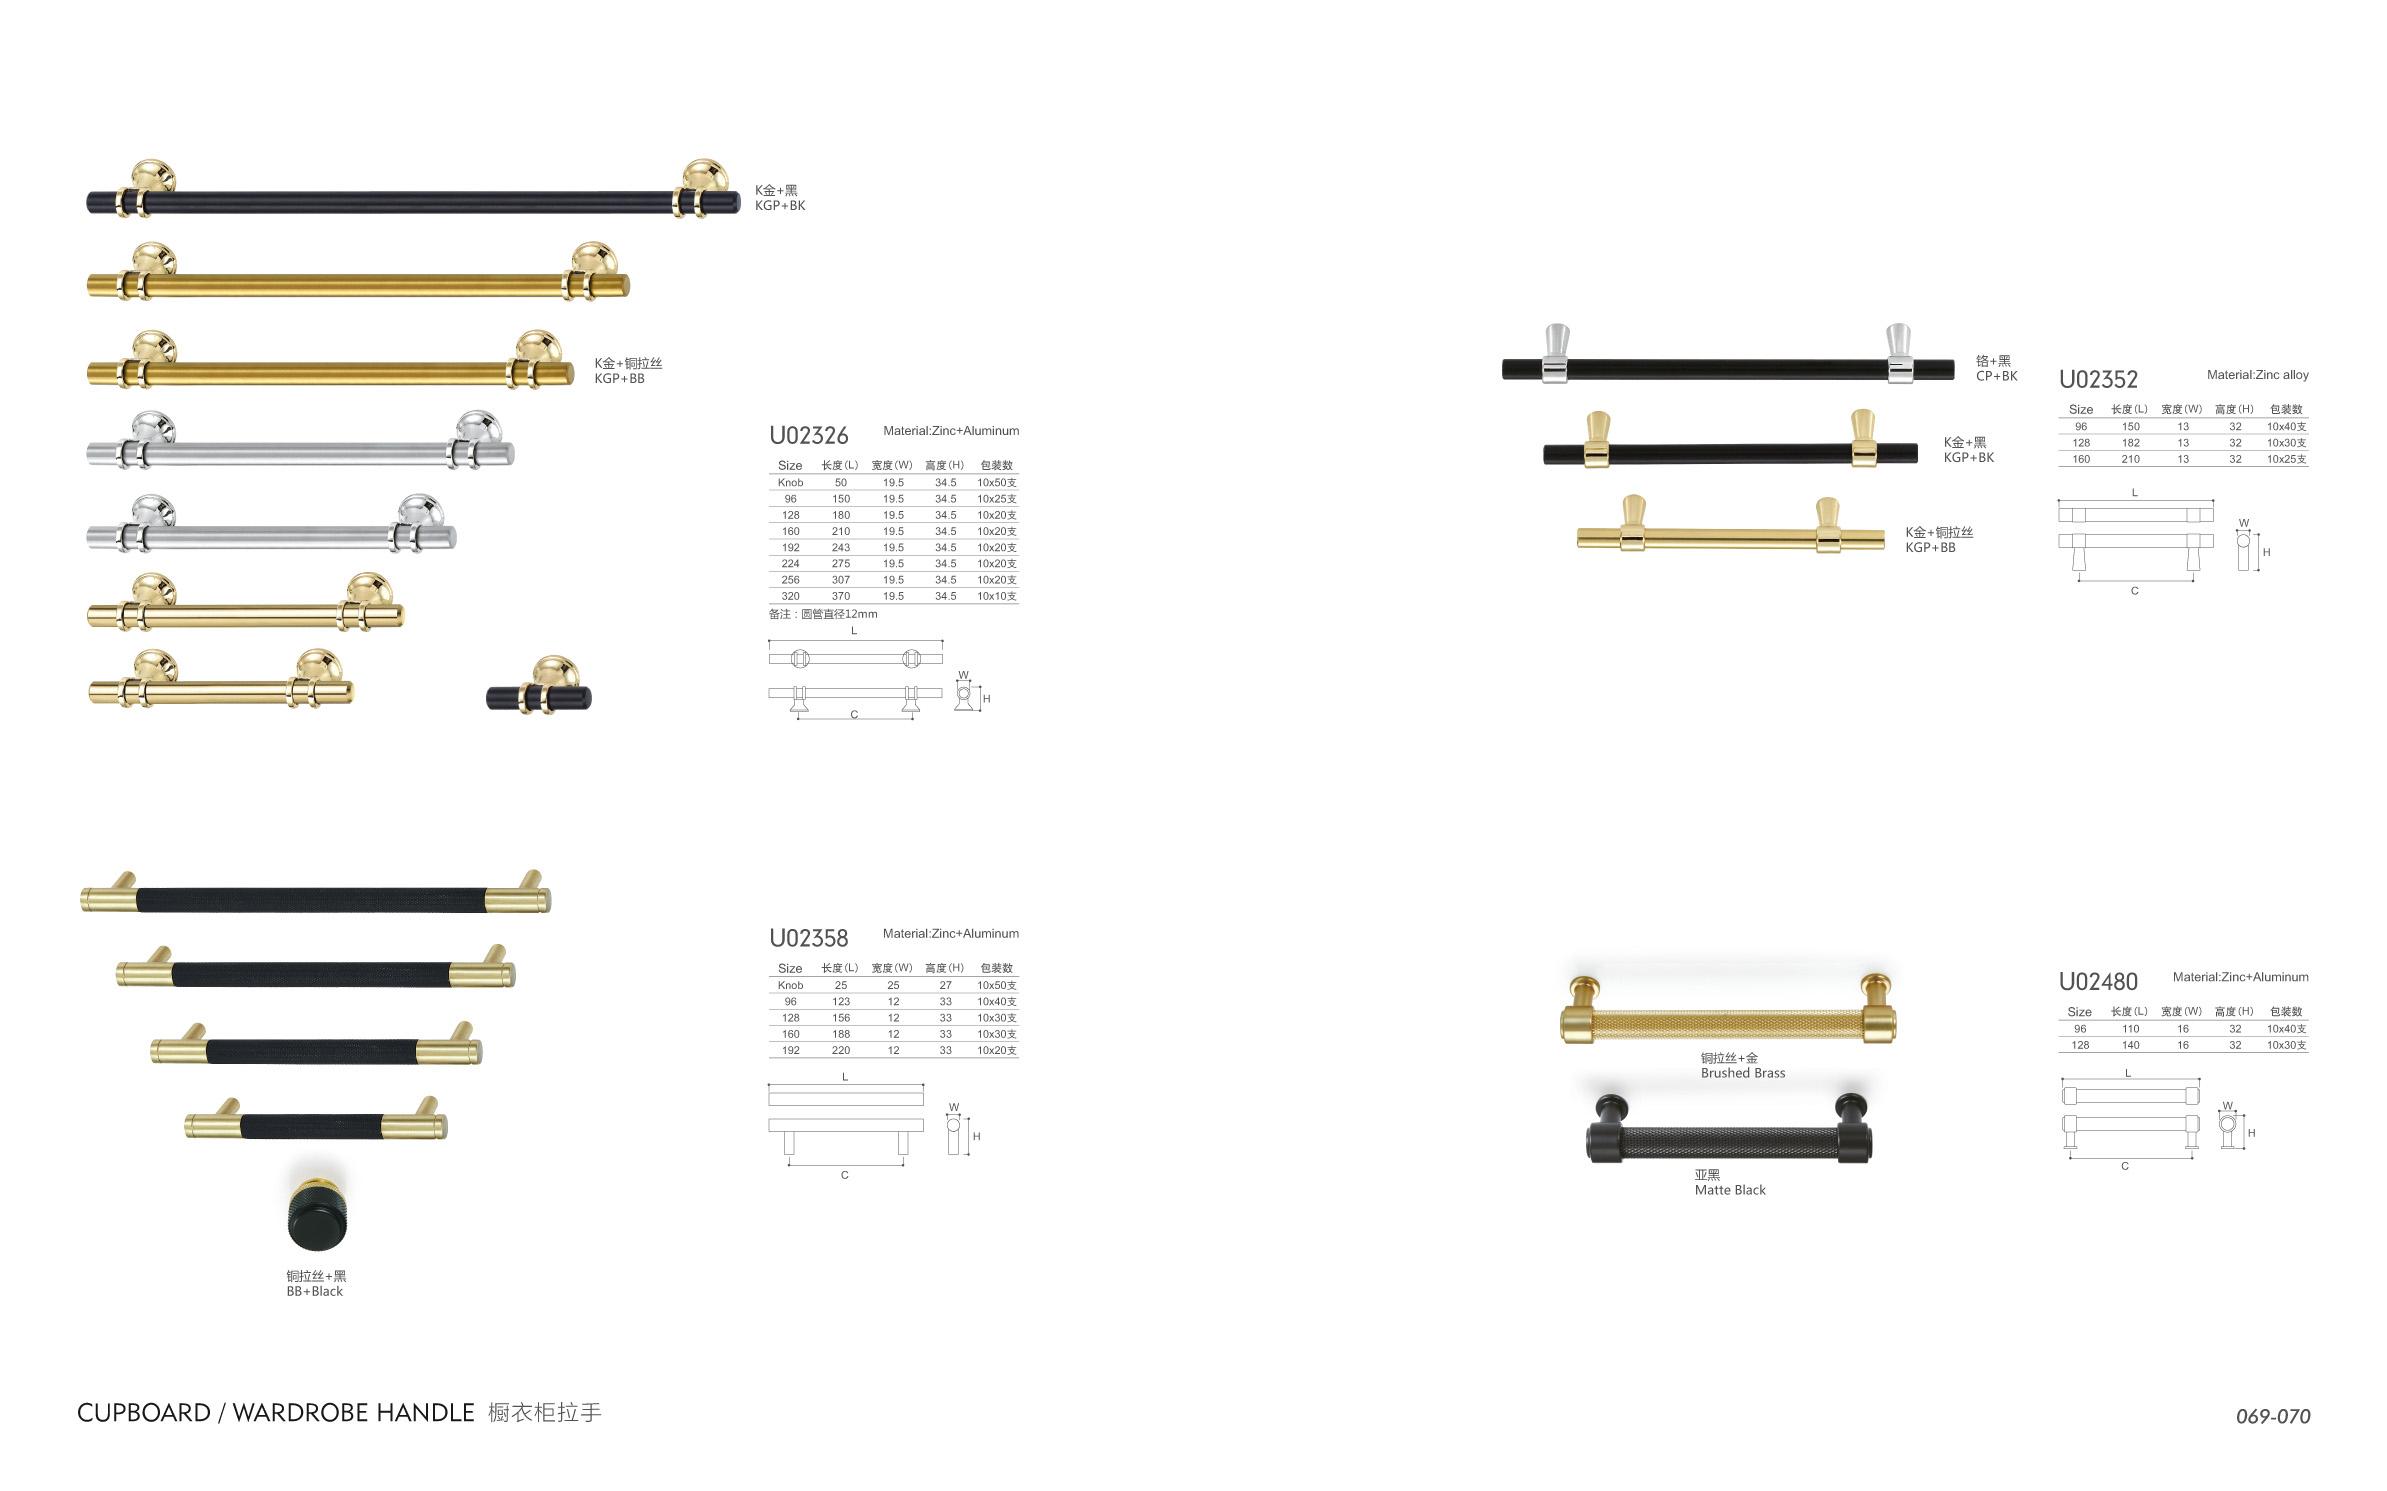 K金+黑
KGP+BK
K金+铜拉丝
KGP+BB
U02326 Material:Zinc+Aluminum
Size 长度(L) 宽度(W) 高度(H) 包装数
Knob 50 19.5 34.5 10x50支
96 150 19.5 34.5 10x25支
128 180 19.5 34.5 10x20支
160 210 19.5 34.5 10x20支
192 243 19.5 34.5 10x20支
224 275 19.5 34.5 10x20支
256 307 19.5 34.5 10x20支
320 370 19.5 34.5 10x10支
备注：圆管直径12mm
L
W
H
C
铬+黑
CP+BK
K金+黑
KGP+BK
K金+铜拉丝
KGP+BB
U02352 Material:Zinc alloy
Size 长度(L) 宽度(W) 高度(H) 包装数
96 150 13 32 10x40支
128 182 13 32 10x30支
160 210 13 32 10x25支
L
W
H
C
铜拉丝+黑
BB+Black
U02358 Material:Zinc+Aluminum
Size 长度(L) 宽度(W) 高度(H) 包装数
Knob 25 25 27 10x50支
96 123 12 33 10x40支
128 156 12 33 10x30支
160 188 12 33 10x30支
192 220 12 33 10x20支
L
W
H
C
铜拉丝+金
Brushed Brass
亚黑
Matte Black
U02480 Material:Zinc+Aluminum
Size 长度(L) 宽度(W) 高度(H) 包装数
96 110 16 32 10x40支
128 140 16 32 10x30支
L
W
H
C
CUPBOARD / WARDROBE HANDLE 橱衣柜拉手
069-070